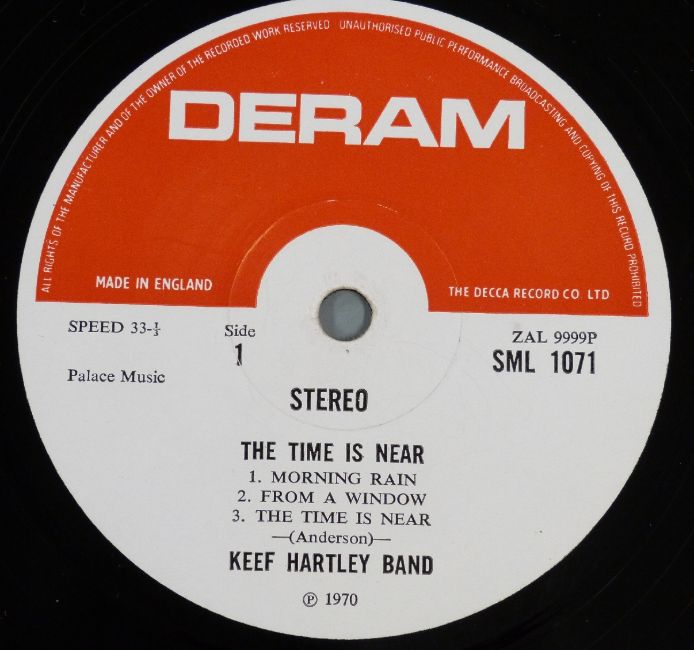 ALL RIGHTS OF THE MANUFACTURER AND OF THE OWNER OF THE RECORDED WORK RESERVED UNAUTHORISED PUBLIC PERFORMANCE BROADCASTING AND COPYING OF THIS RECORD PROHIBITED
DERAM
MADE IN ENGLAND
THE DECCA RECORD CO. LTD
SPEED 33-⅓
Side
1
ZAL 9999P
SML 1071
Palace Music
STEREO
THE TIME IS NEAR
1. MORNING RAIN
2. FROM A WINDOW
3. THE TIME IS NEAR
—(Anderson)—
KEEF HARTLEY BAND
℗ 1970